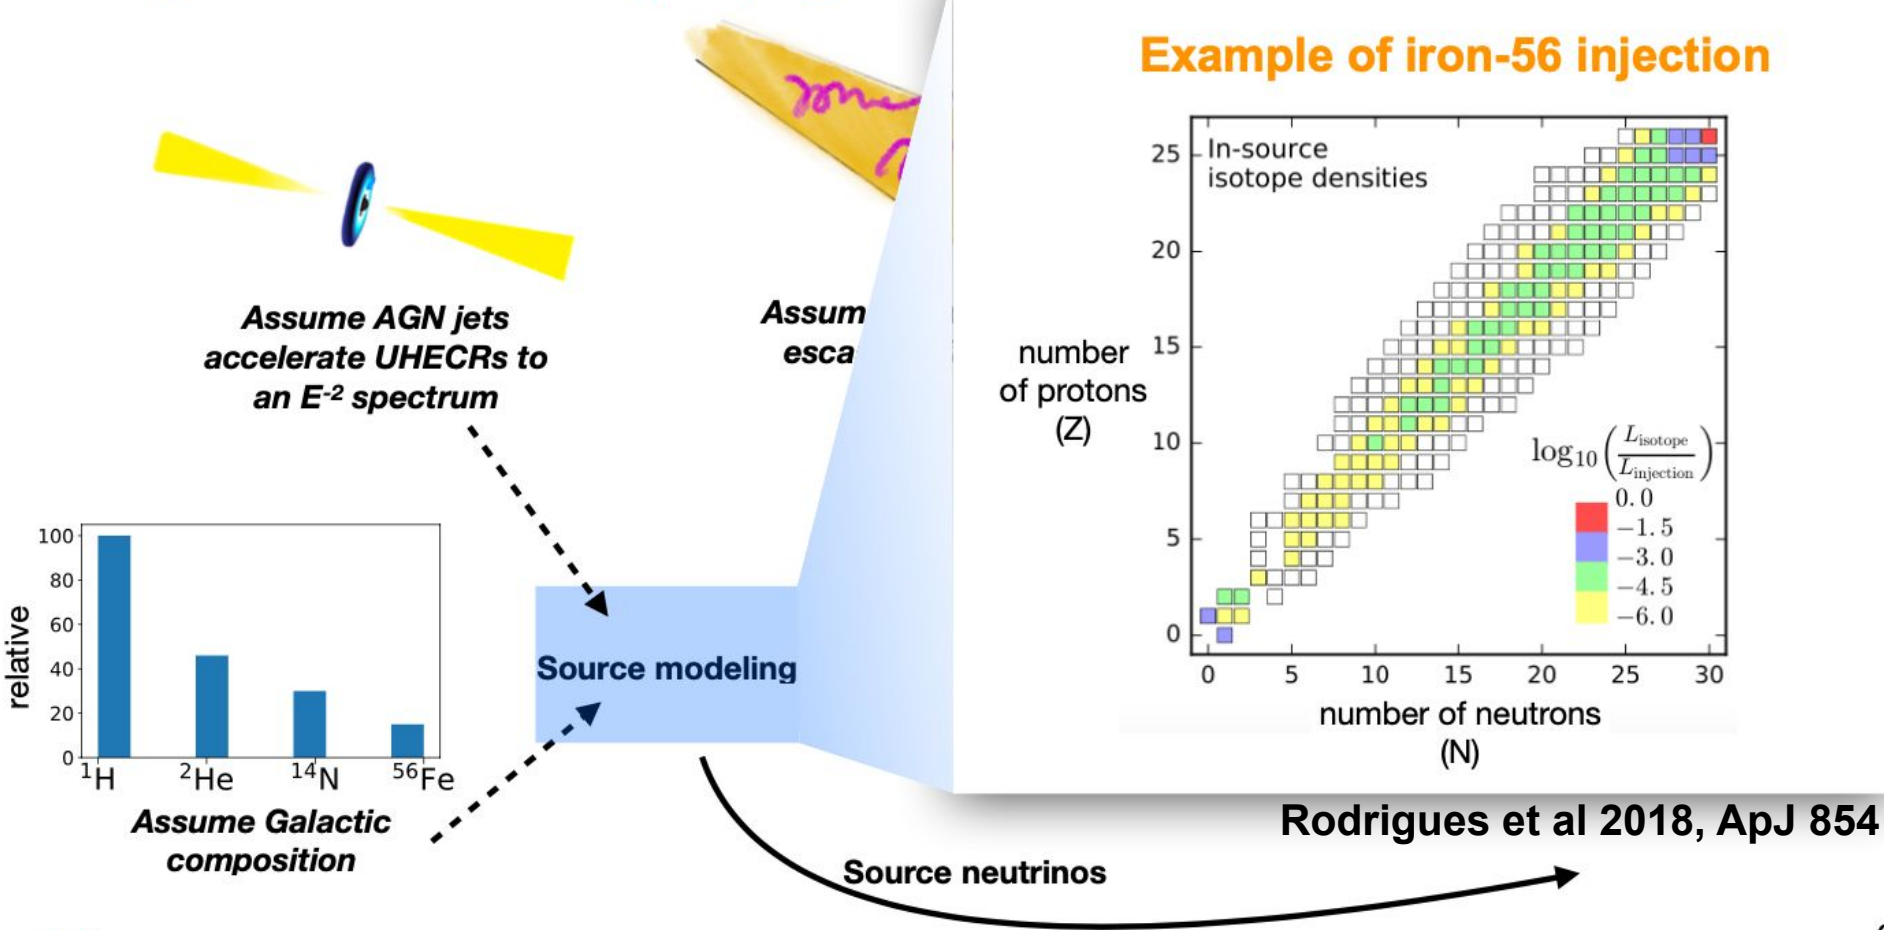 Example of iron-56 injection
In-source
isotope densities
25
20
15
10
5
0
number
of protons
(Z)
log₁₀(L_isotope/L_injection)
0.0
−1.5
−3.0
−4.5
−6.0
0 5 10 15 20 25 30
number of neutrons
(N)
Assume AGN jets
accelerate UHECRs to
an E⁻² spectrum
Assum
esca
100
80
60
40
20
0
relative
¹H ²He ¹⁴N ⁵⁶Fe
Assume Galactic
composition
Source modeling
Rodrigues et al 2018, ApJ 854
Source neutrinos